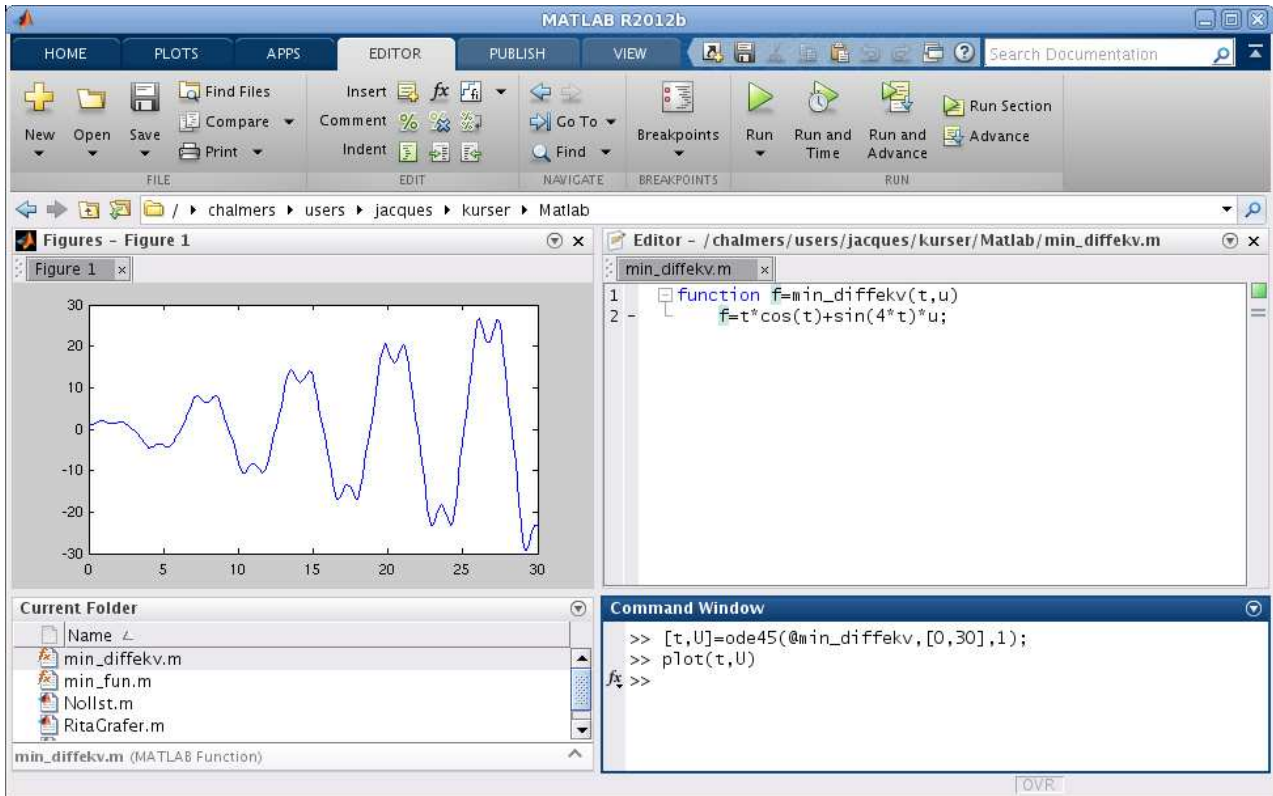 MATLAB R2012b
HOME PLOTS APPS EDITOR PUBLISH VIEW Search Documentation
New Open Save Find Files Compare Print
FILE
Insert fx fi
Comment %
Indent
EDIT
Go To
Find
NAVIGATE
Breakpoints
BREAKPOINTS
Run Run and Time Run and Advance Run Section Advance
RUN
/ chalmers users jacques kurser Matlab
Figures - Figure 1
Figure 1
30
20
10
0
-10
-20
-30
0 5 10 15 20 25 30
Editor - /chalmers/users/jacques/kurser/Matlab/min_diffekv.m
min_diffekv.m
1 function f=min_diffekv(t,u)
2 - f=t*cos(t)+sin(4*t)*u;
Current Folder
Name
min_diffekv.m
min_fun.m
Nollst.m
RitaGrafer.m
min_diffekv.m (MATLAB Function)
Command Window
>> [t,U]=ode45(@min_diffekv,[0,30],1);
>> plot(t,U)
fx >>
OVR